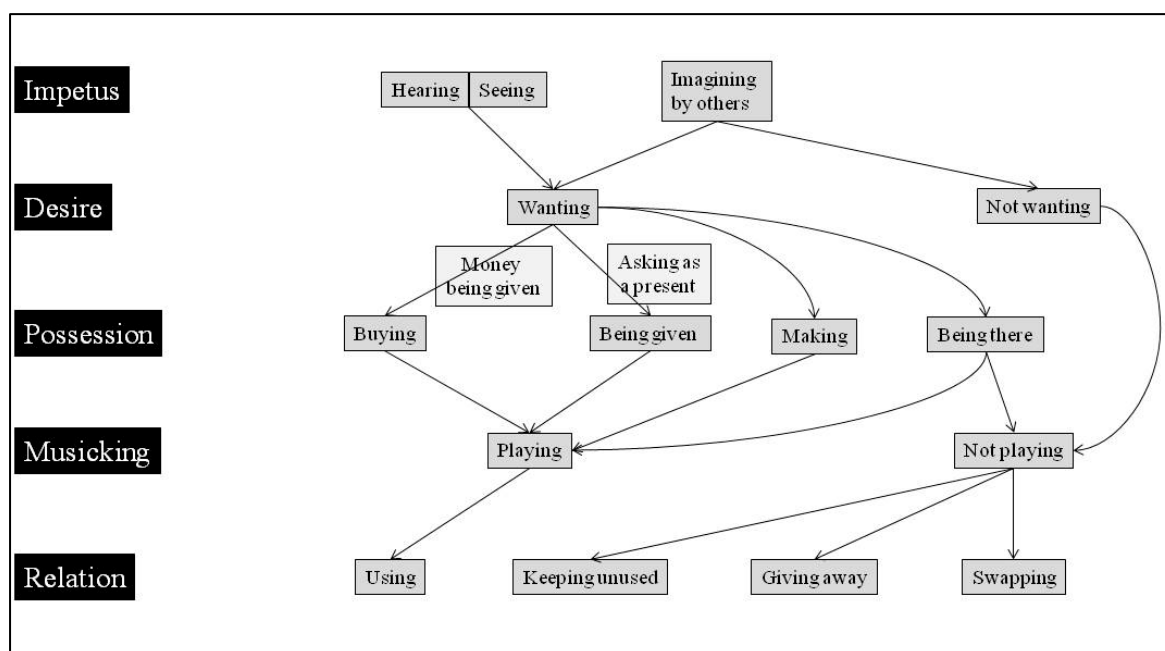 Impetus
Hearing
Seeing
Imagining
by others
Desire
Wanting
Not wanting
Money
being given
Asking as
a present
Possession
Buying
Being given
Making
Being there
Musicking
Playing
Not playing
Relation
Using
Keeping unused
Giving away
Swapping